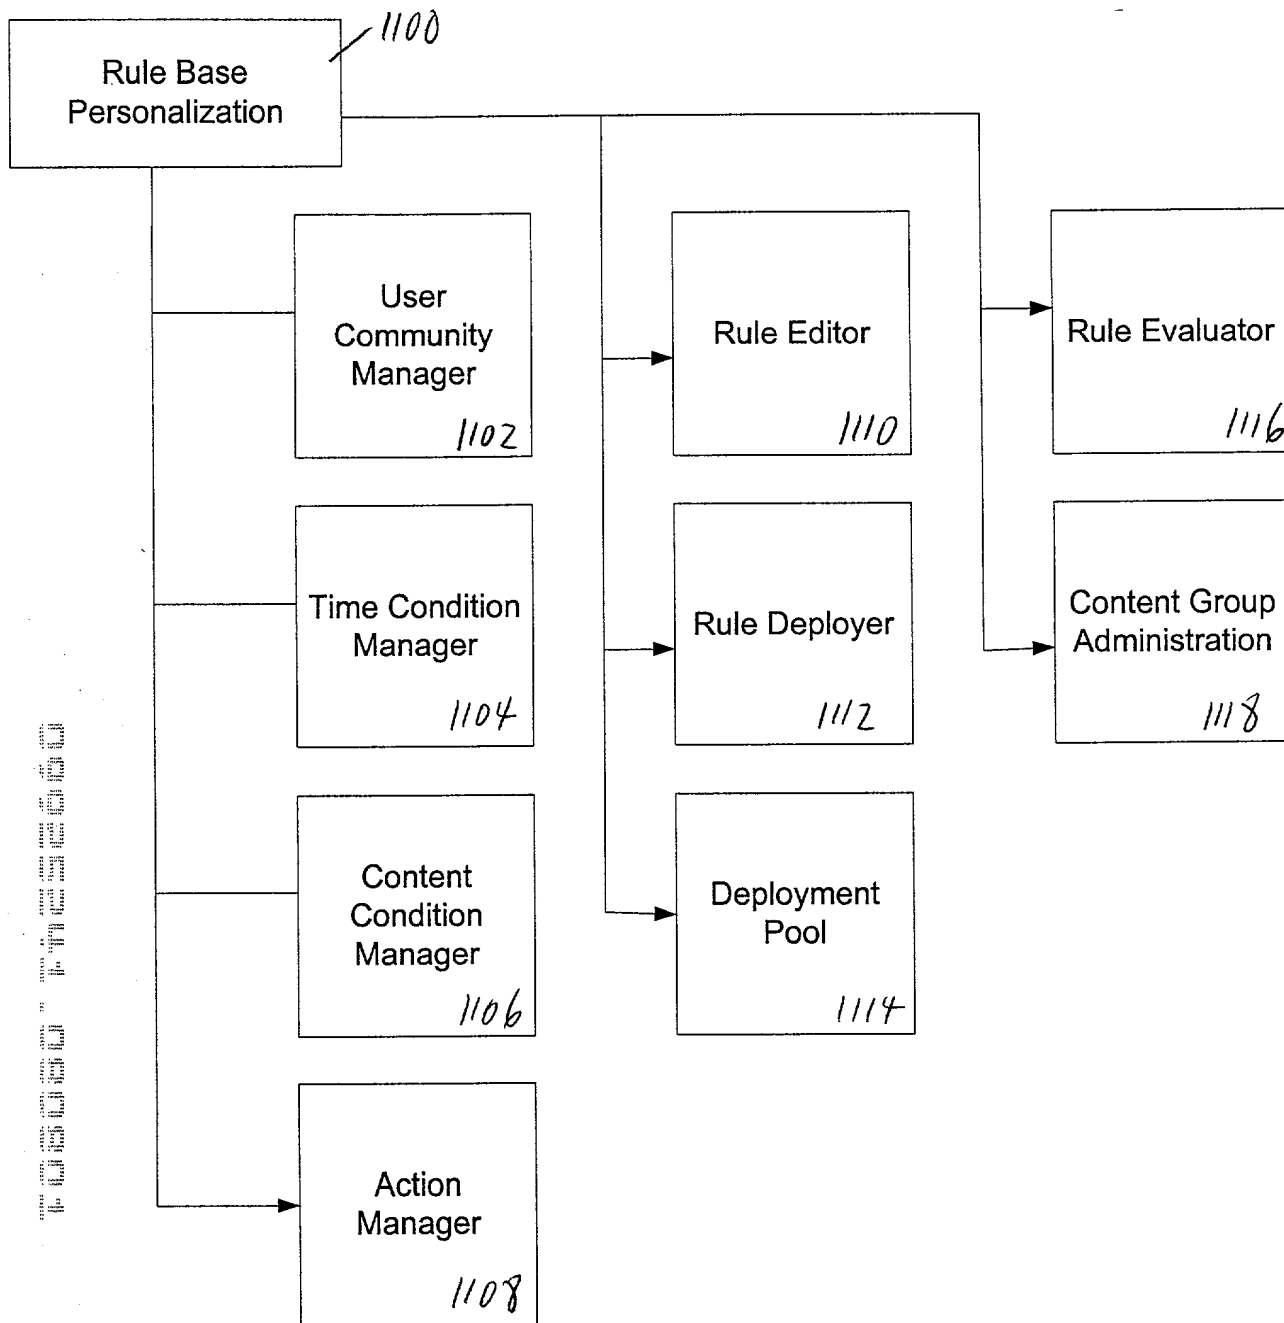 1100
Rule Base
Personalization
User
Community
Manager
1102
Rule Editor
1110
Rule Evaluator
1116
Time Condition
Manager
1104
Rule Deployer
1112
Content Group
Administration
1118
Content
Condition
Manager
1106
Deployment
Pool
1114
Action
Manager
1108